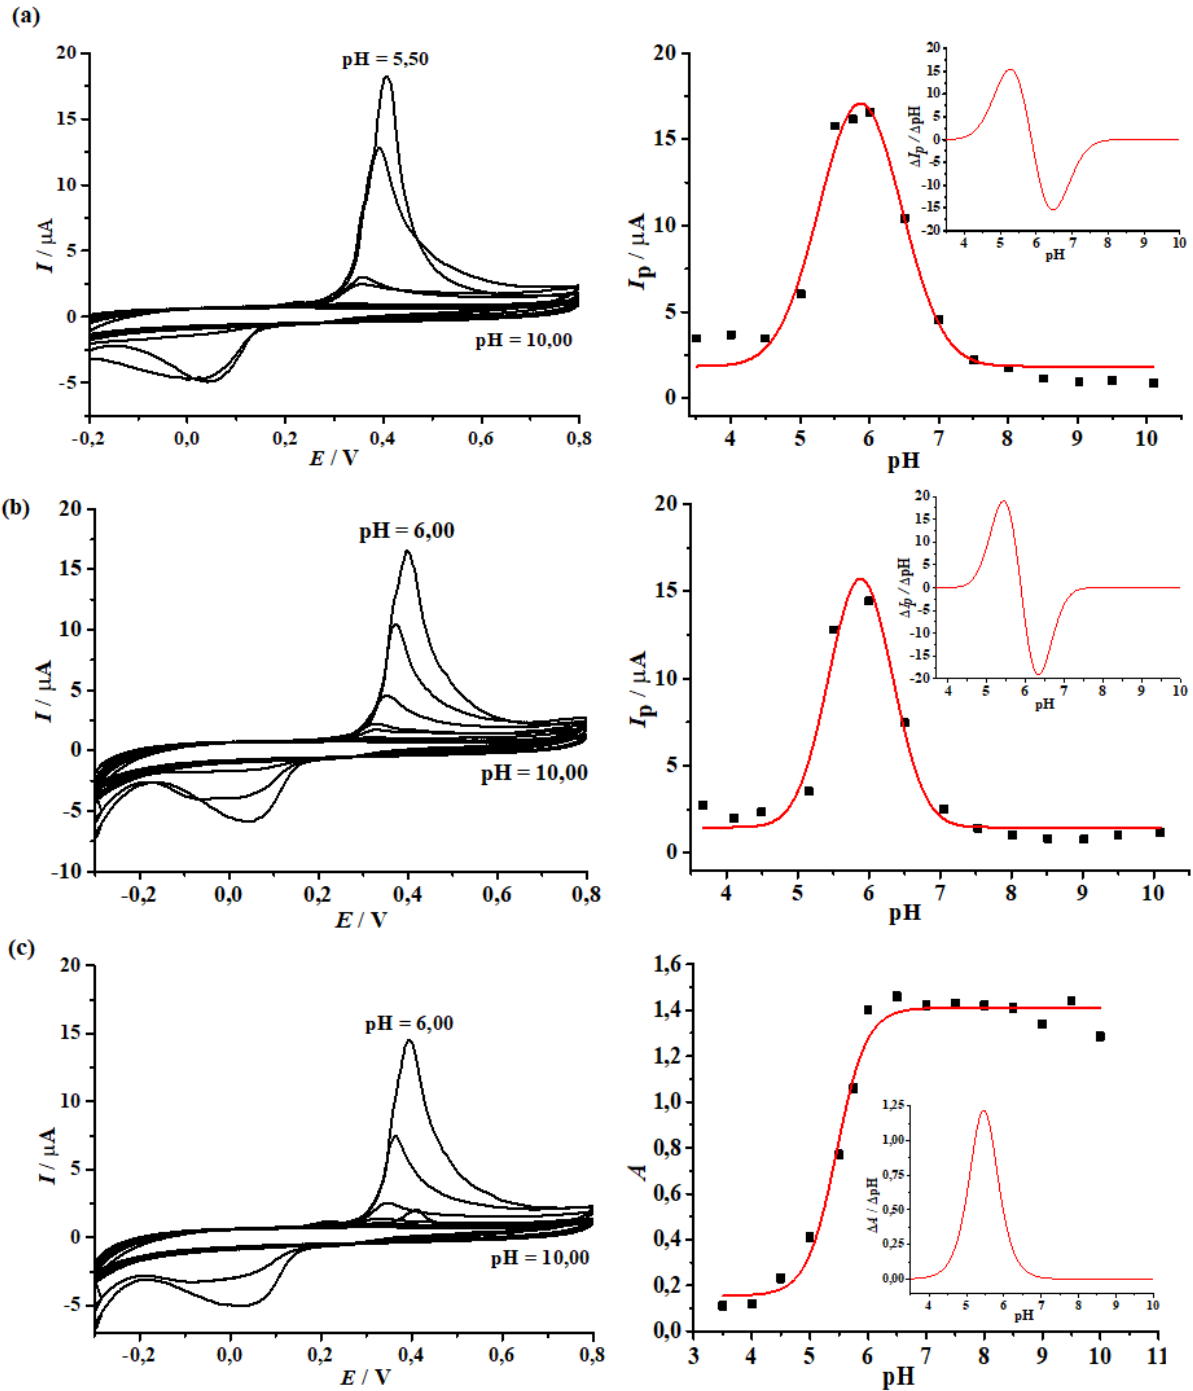 (a)
pH = 5,50
20
15
10
5
0
-5
I / µA
pH = 10,00
-0,2 0,0 0,2 0,4 0,6 0,8
E / V
20
15
10
5
0
Ip / µA
4 5 6 7 8 9 10
pH
20
15
10
5
0
-5
-10
-15
-20
ΔIp / ΔpH
4 5 6 7 8 9 10
pH
(b)
pH = 6,00
20
15
10
5
0
-5
-10
I / µA
pH = 10,00
-0,2 0,0 0,2 0,4 0,6 0,8
E / V
20
15
10
5
0
Ip / µA
4 5 6 7 8 9 10
pH
20
15
10
5
0
-5
-10
-15
-20
ΔIp / ΔpH
4 5 6 7 8 9 10
pH
(c)
pH = 6,00
20
15
10
5
0
-5
I / µA
pH = 10,00
-0,2 0,0 0,2 0,4 0,6 0,8
E / V
1,6
1,4
1,2
1,0
0,8
0,6
0,4
0,2
0,0
A
3 4 5 6 7 8 9 10 11
pH
1,25
1,00
0,75
0,50
0,25
0,00
ΔA / ΔpH
4 5 6 7 8 9 10
pH